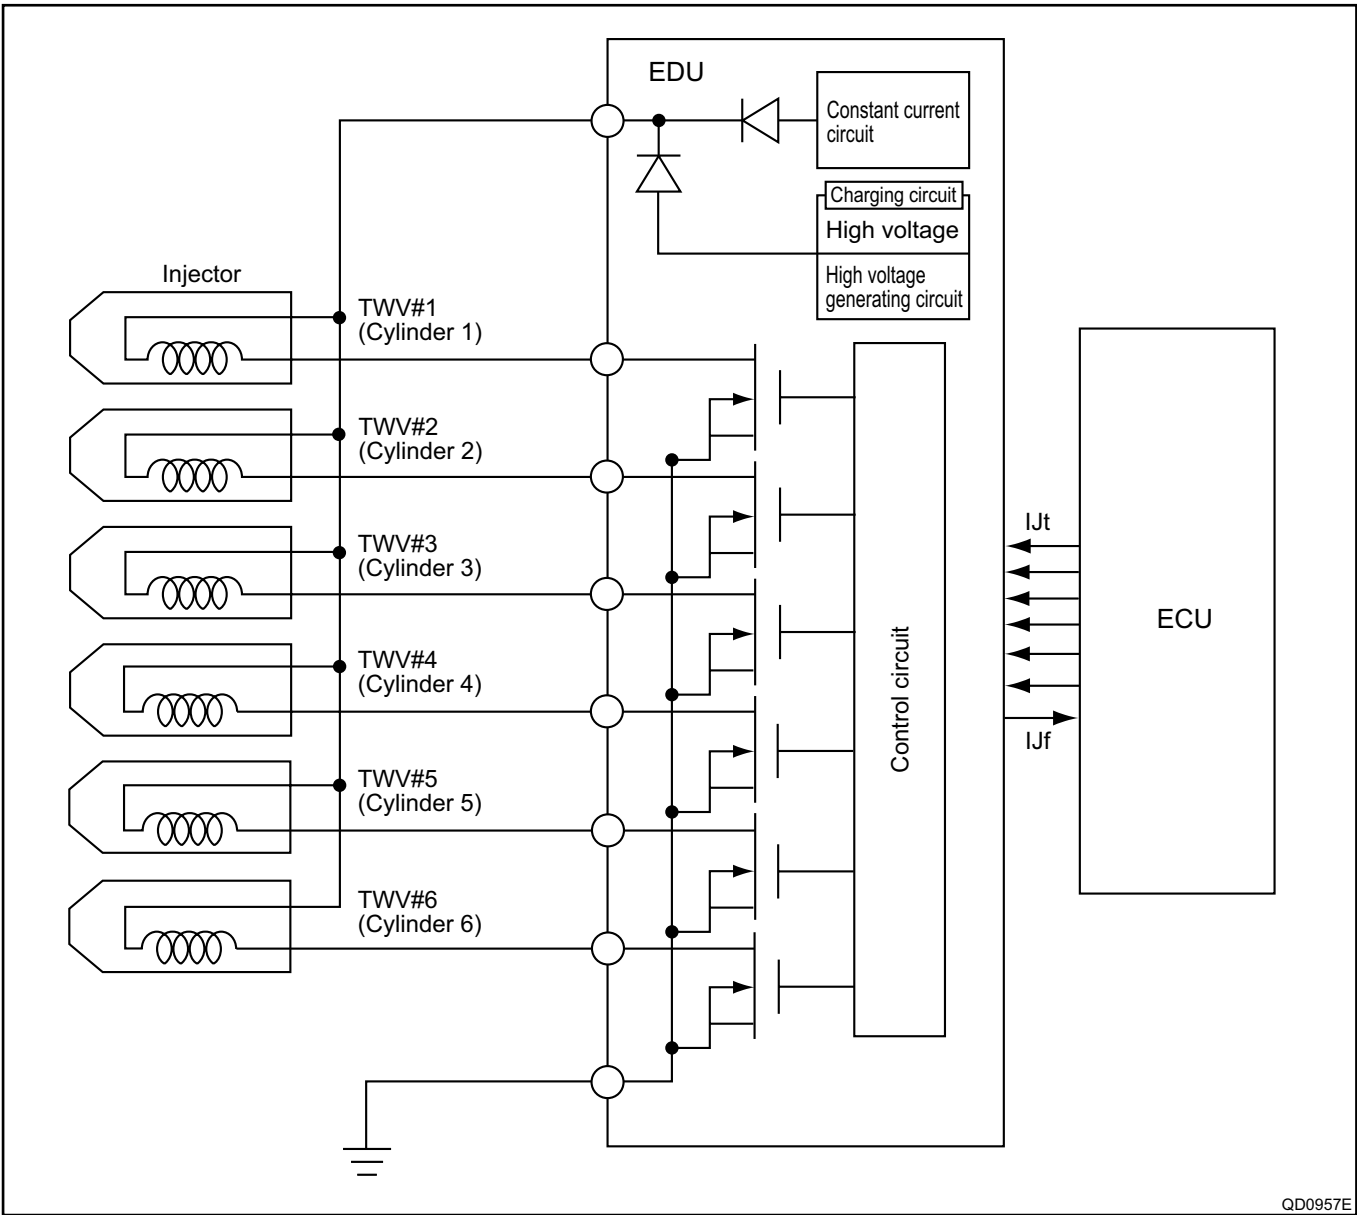 EDU
Constant current
circuit
Charging circuit
High voltage
High voltage
generating circuit
Injector
TWV#1
(Cylinder 1)
TWV#2
(Cylinder 2)
TWV#3
(Cylinder 3)
TWV#4
(Cylinder 4)
TWV#5
(Cylinder 5)
TWV#6
(Cylinder 6)
Control circuit
IJt
IJf
ECU
QD0957E